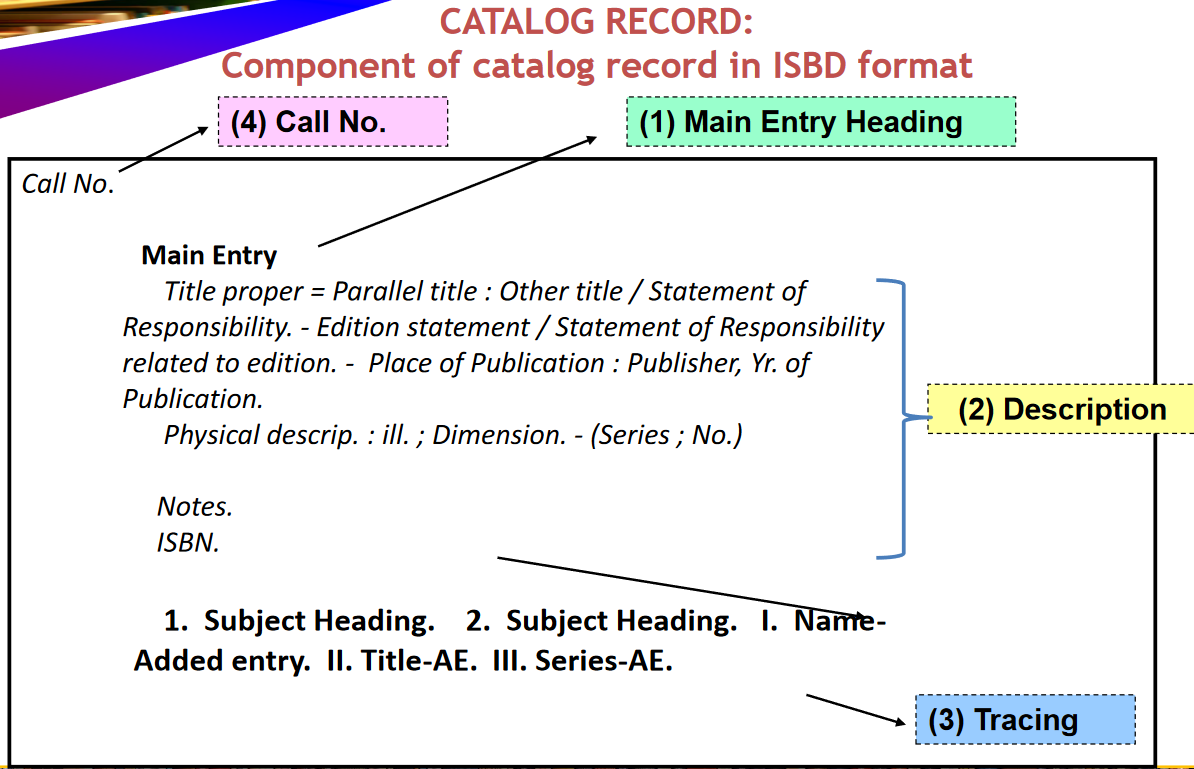 CATALOG RECORD:
Component of catalog record in ISBD format
(4) Call No.
(1) Main Entry Heading
Call No.
Main Entry
Title proper = Parallel title : Other title / Statement of
Responsibility. - Edition statement / Statement of Responsibility
related to edition. - Place of Publication : Publisher, Yr. of
Publication.
Physical descrip. : ill. ; Dimension. - (Series ; No.)
(2) Description
Notes.
ISBN.
1. Subject Heading. 2. Subject Heading. I. Name-
Added entry. II. Title-AE. III. Series-AE.
(3) Tracing